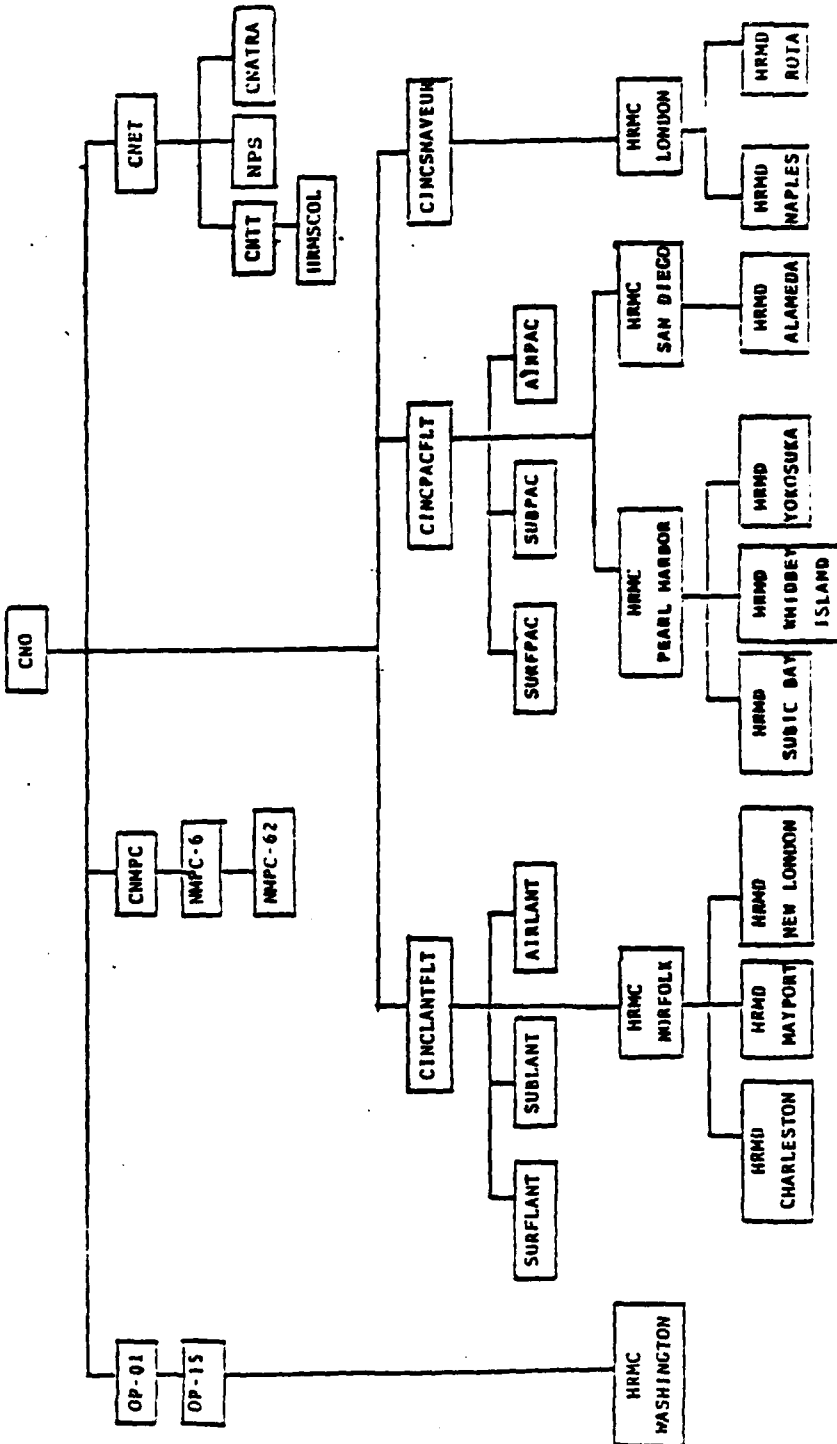 CNO
OP-01
CNMPC
CNET
OP-15
NMPC-6
CNTT
NPS
CNATRA
NMPC-62
HRMSCOL
CINCLANTFLT
CINCPACFLT
CINCSNAVEUR
SURFLANT
SUBLANT
AIRLANT
SURFPAC
SUBPAC
AIRPAC
HRMC
WASHINGTON
HRMC
NORFOLK
HRMC
PEARL HARBOR
HRMC
SAN DIEGO
HRMC
LONDON
HRMD
CHARLESTON
HRMD
MAYPORT
HRMD
NEW LONDON
HRMD
SUBIC BAY
HRMD
WHIDBEY
ISLAND
HRMD
YOKOSUKA
HRMD
ALAMEDA
HRMD
NAPLES
HRMD
ROTA